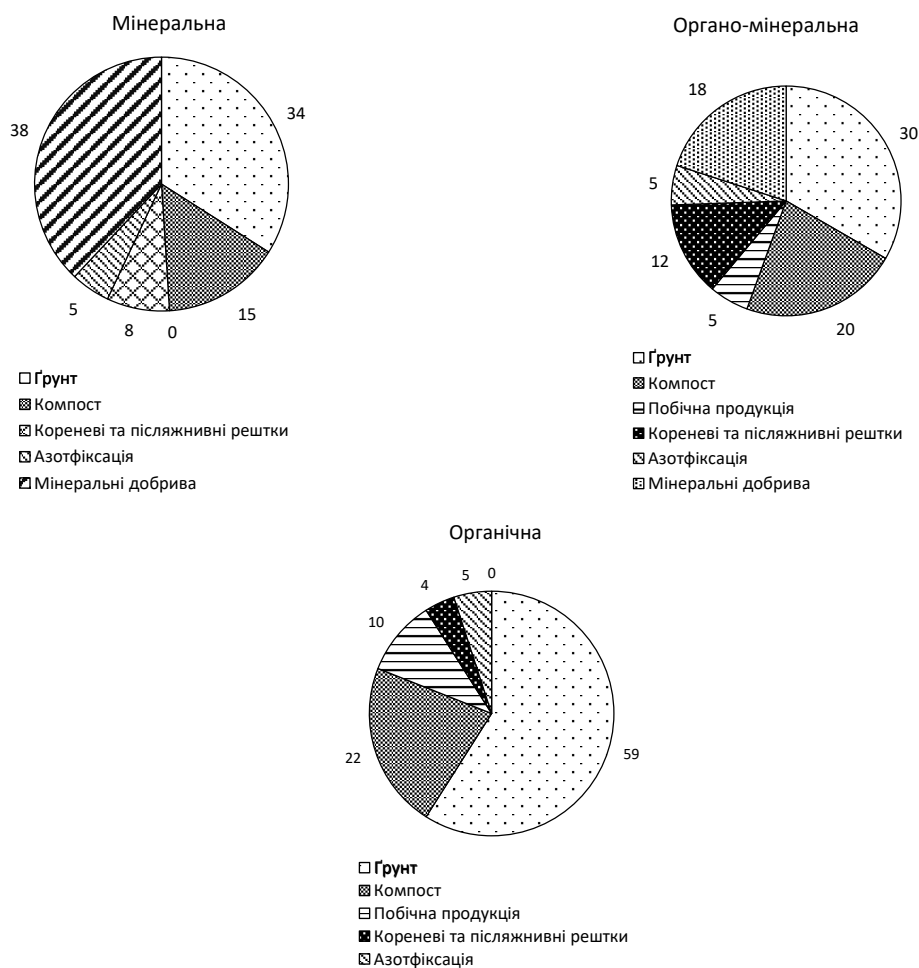 Мінеральна
38
34
5
8
0
15
Ґрунт
Компост
Кореневі та післяжнивні рештки
Азотфіксація
Мінеральні добрива
Органо-мінеральна
18
30
5
12
5
20
Ґрунт
Компост
Побічна продукція
Кореневі та післяжнивні рештки
Азотфіксація
Мінеральні добрива
Органічна
4
5
0
10
22
59
Ґрунт
Компост
Побічна продукція
Кореневі та післяжнивні рештки
Азотфіксація